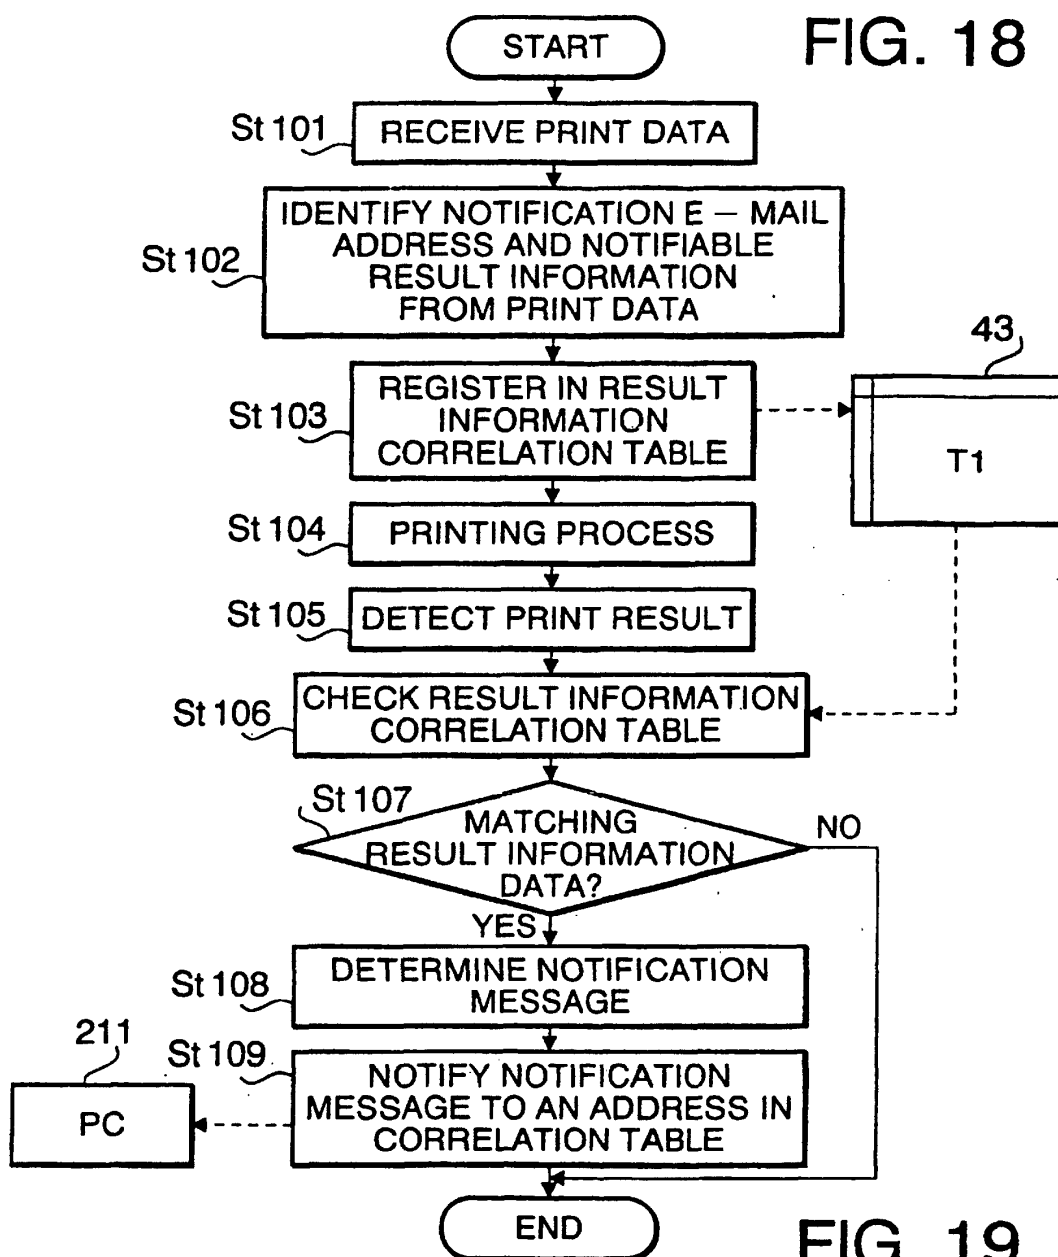 FIG. 18
START
St 101
RECEIVE PRINT DATA
St 102
IDENTIFY NOTIFICATION E – MAIL
ADDRESS AND NOTIFIABLE
RESULT INFORMATION
FROM PRINT DATA
43
St 103
REGISTER IN RESULT
INFORMATION
CORRELATION TABLE
T1
St 104
PRINTING PROCESS
St 105
DETECT PRINT RESULT
St 106
CHECK RESULT INFORMATION
CORRELATION TABLE
St 107
MATCHING
RESULT INFORMATION
DATA?
NO
YES
St 108
DETERMINE NOTIFICATION
MESSAGE
211
PC
St 109
NOTIFY NOTIFICATION
MESSAGE TO AN ADDRESS IN
CORRELATION TABLE
END
FIG. 19